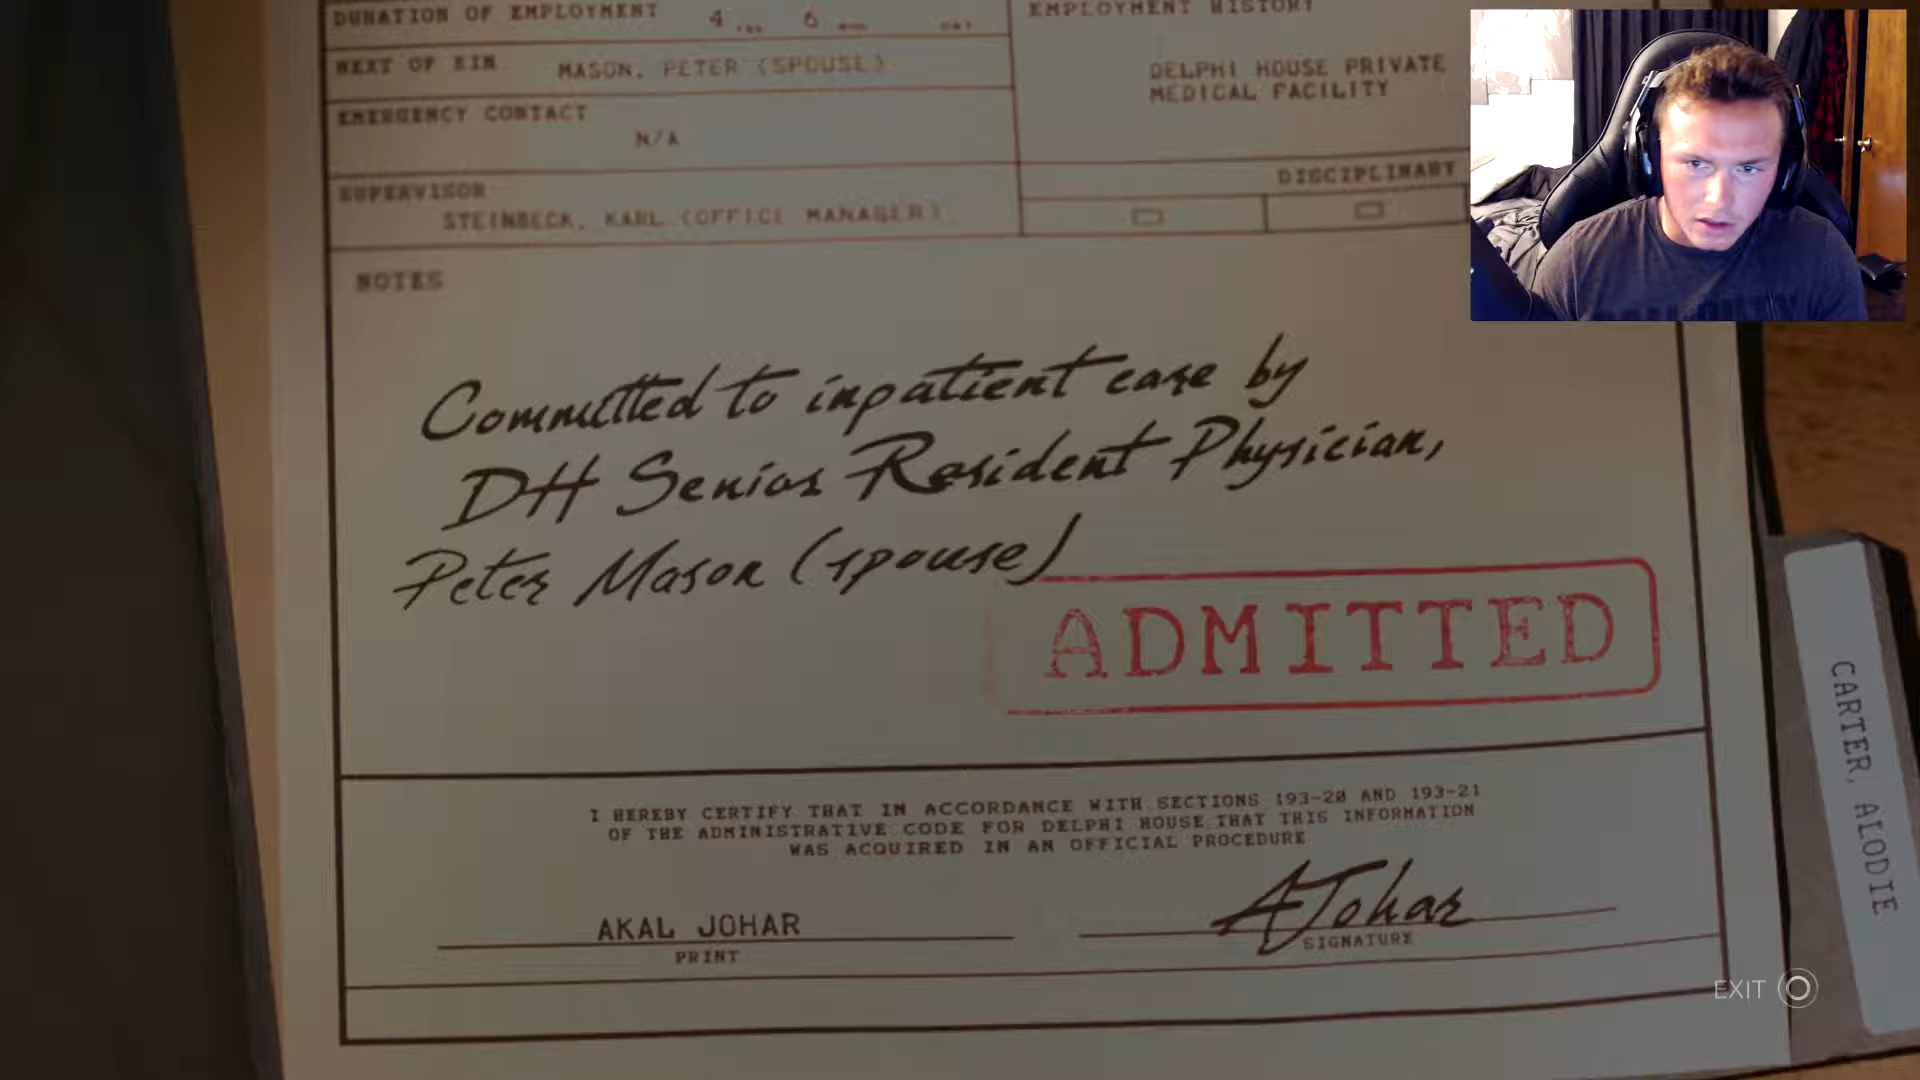 DURATION OF EMPLOYMENT 4 YRS 6 MOS DAY
EMPLOYMENT HISTORY
NEXT OF KIN MASON, PETER (SPOUSE)
DELPHI HOUSE PRIVATE
MEDICAL FACILITY
EMERGENCY CONTACT
N/A
DISCIPLINARY
SUPERVISOR
STEINBECK, KARL (OFFICE MANAGER)
NOTES
Committed to inpatient care by
DH Senior Resident Physician,
Peter Mason (spouse)
ADMITTED
I HEREBY CERTIFY THAT IN ACCORDANCE WITH SECTIONS 193-20 AND 193-21
OF THE ADMINISTRATIVE CODE FOR DELPHI HOUSE THAT THIS INFORMATION
WAS ACQUIRED IN AN OFFICIAL PROCEDURE
AKAL JOHAR
PRINT
AJohar
SIGNATURE
CARTER, ALODIE
EXIT